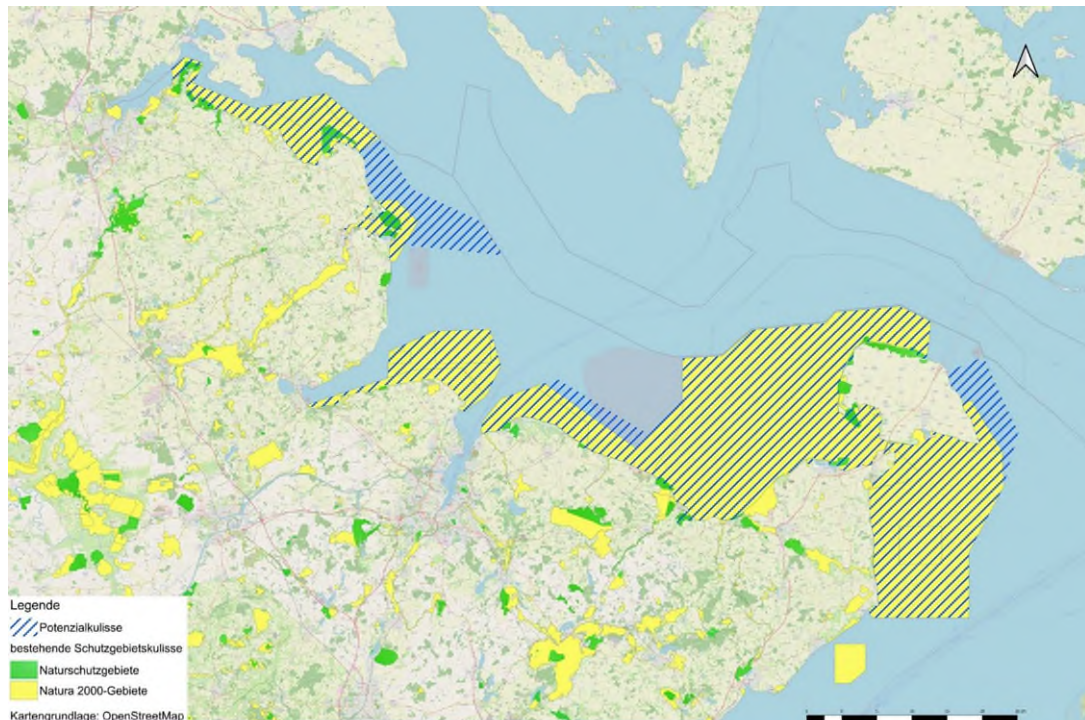 Legende
Potenzialkulisse
bestehende Schutzgebietskulisse
Naturschutzgebiete
Natura 2000-Gebiete
Kartengrundlage: OpenStreetMap